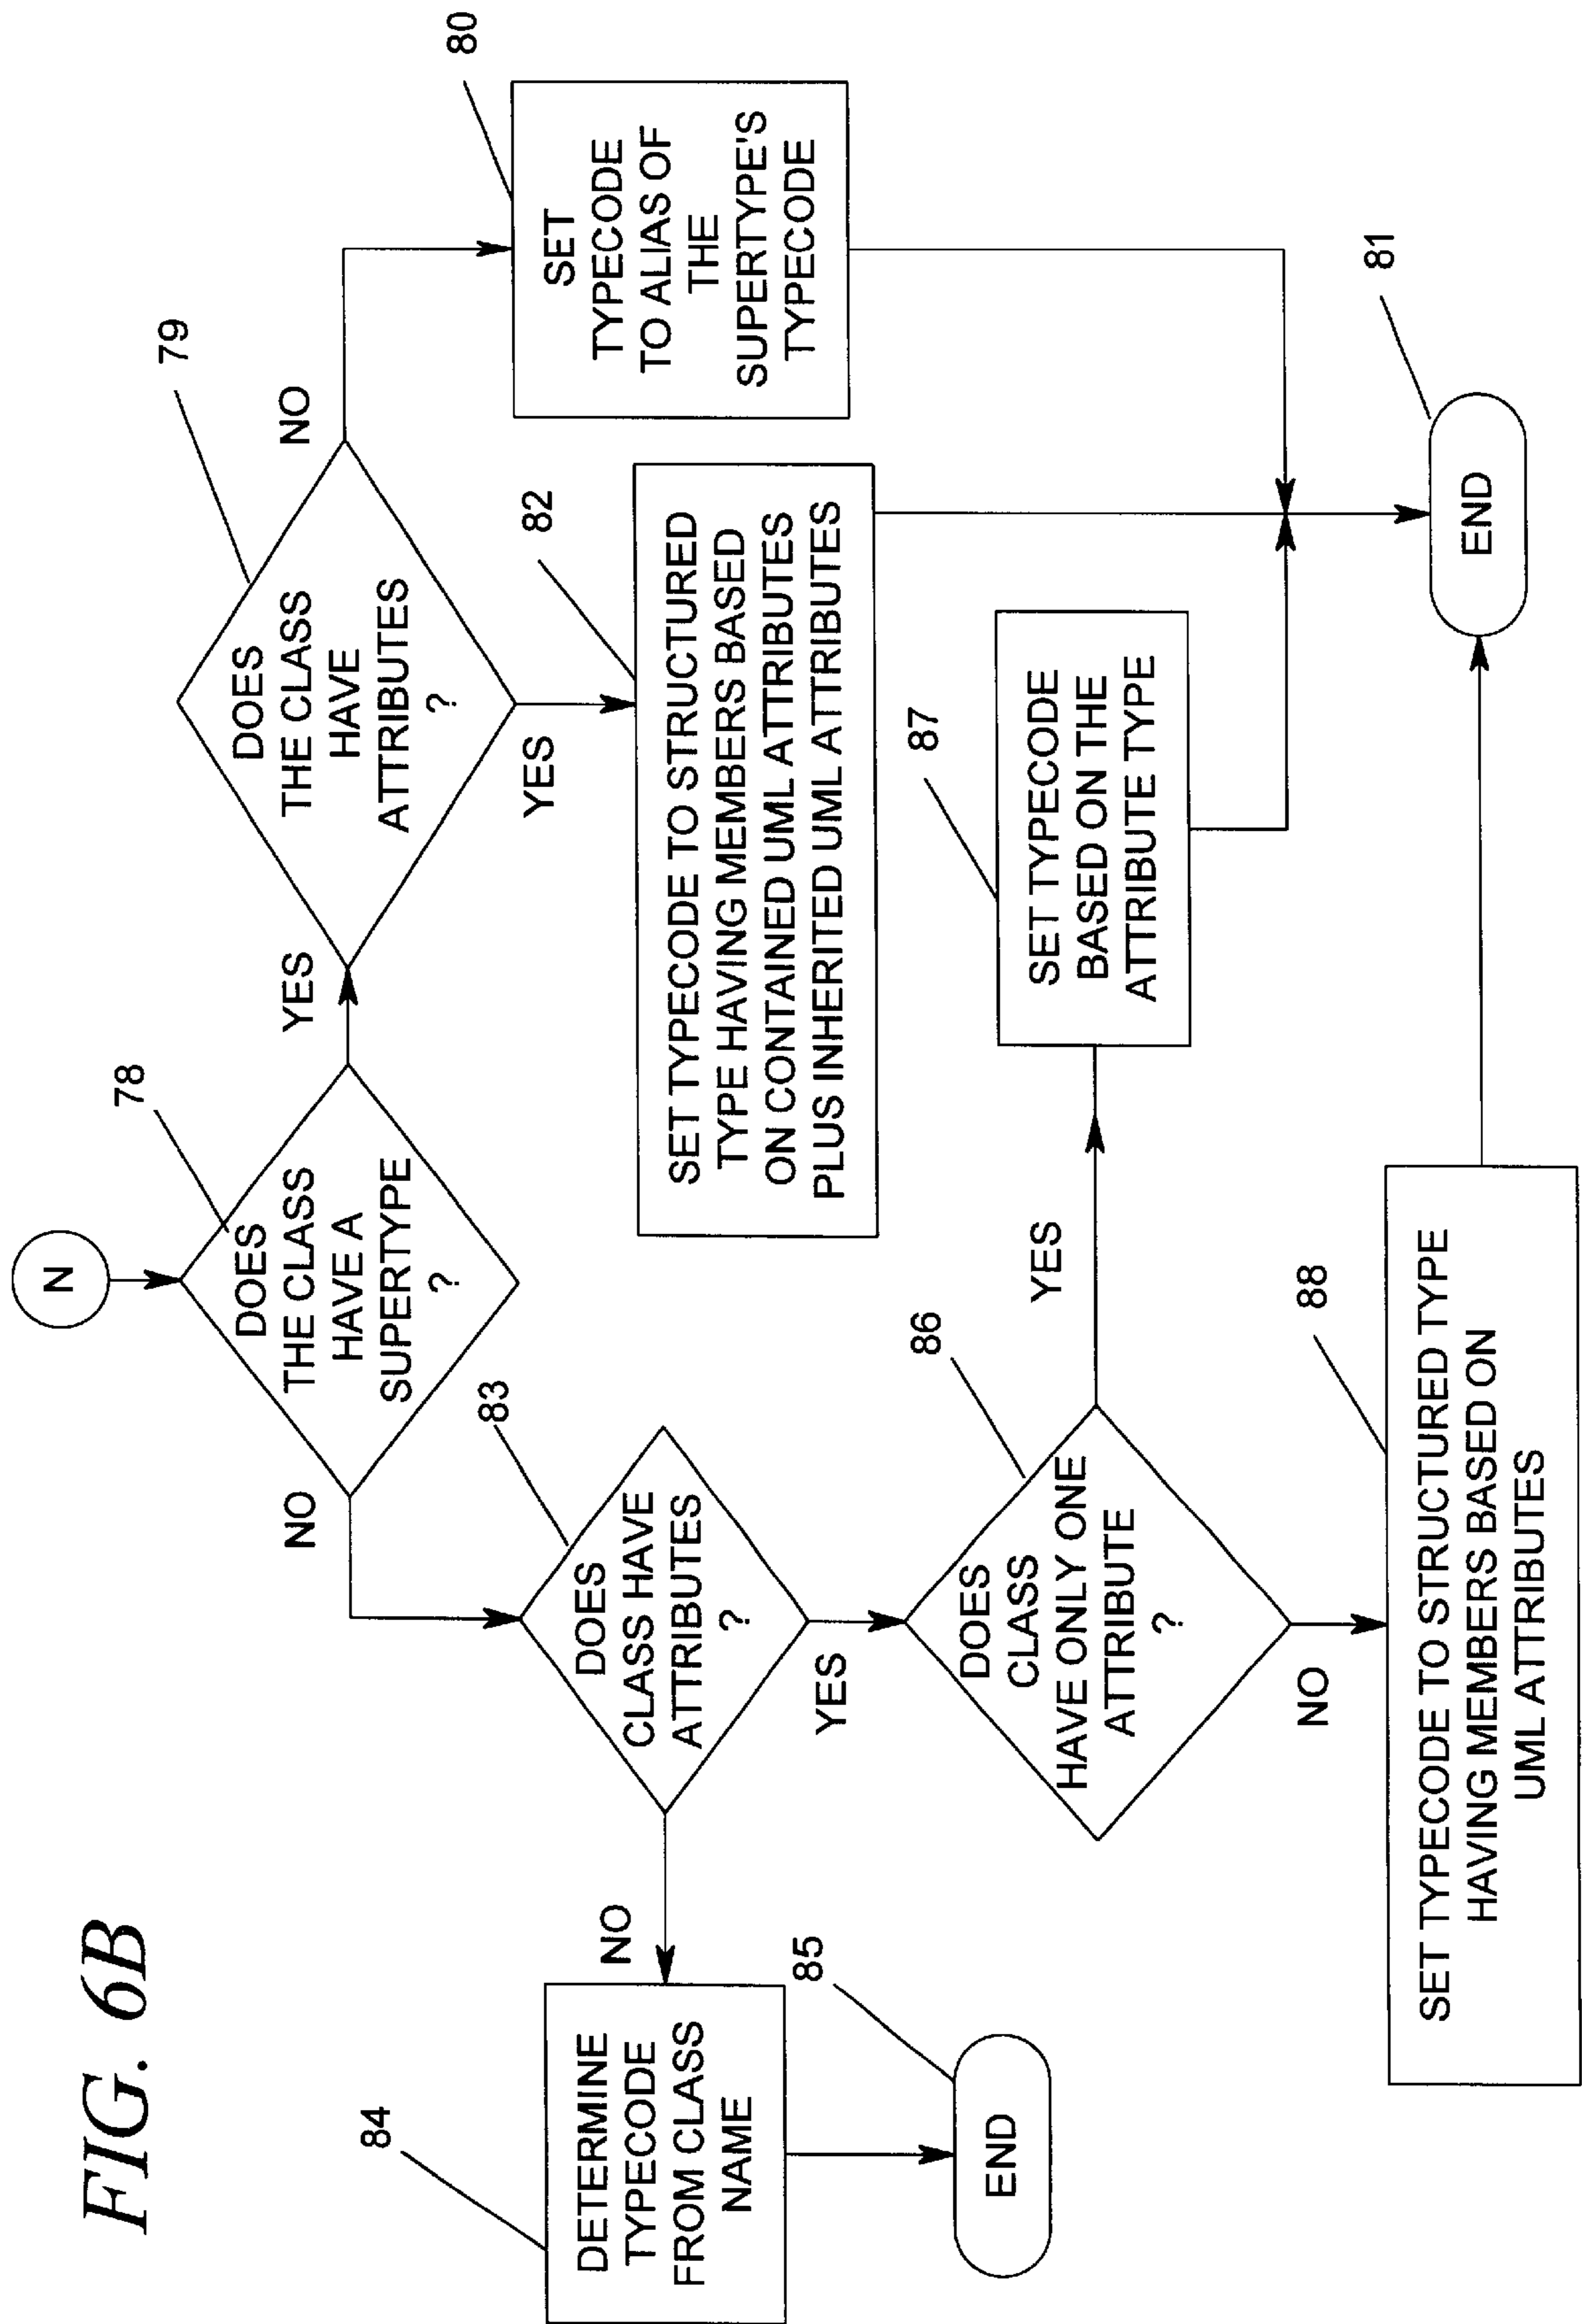 FIG. 6B
N
78
DOES
THE CLASS
HAVE A
SUPERTYPE
?
YES
NO
79
DOES
THE CLASS
HAVE
ATTRIBUTES
?
NO
YES
80
SET
TYPECODE
TO ALIAS OF
THE
SUPERTYPE'S
TYPECODE
82
SET TYPECODE TO STRUCTURED
TYPE HAVING MEMBERS BASED
ON CONTAINED UML ATTRIBUTES
PLUS INHERITED UML ATTRIBUTES
83
DOES
CLASS HAVE
ATTRIBUTES
?
NO
YES
84
DETERMINE
TYPECODE
FROM CLASS
NAME
85
END
86
DOES
CLASS
HAVE ONLY ONE
ATTRIBUTE
?
YES
NO
87
SET TYPECODE
BASED ON THE
ATTRIBUTE TYPE
88
SET TYPECODE TO STRUCTURED TYPE
HAVING MEMBERS BASED ON
UML ATTRIBUTES
81
END